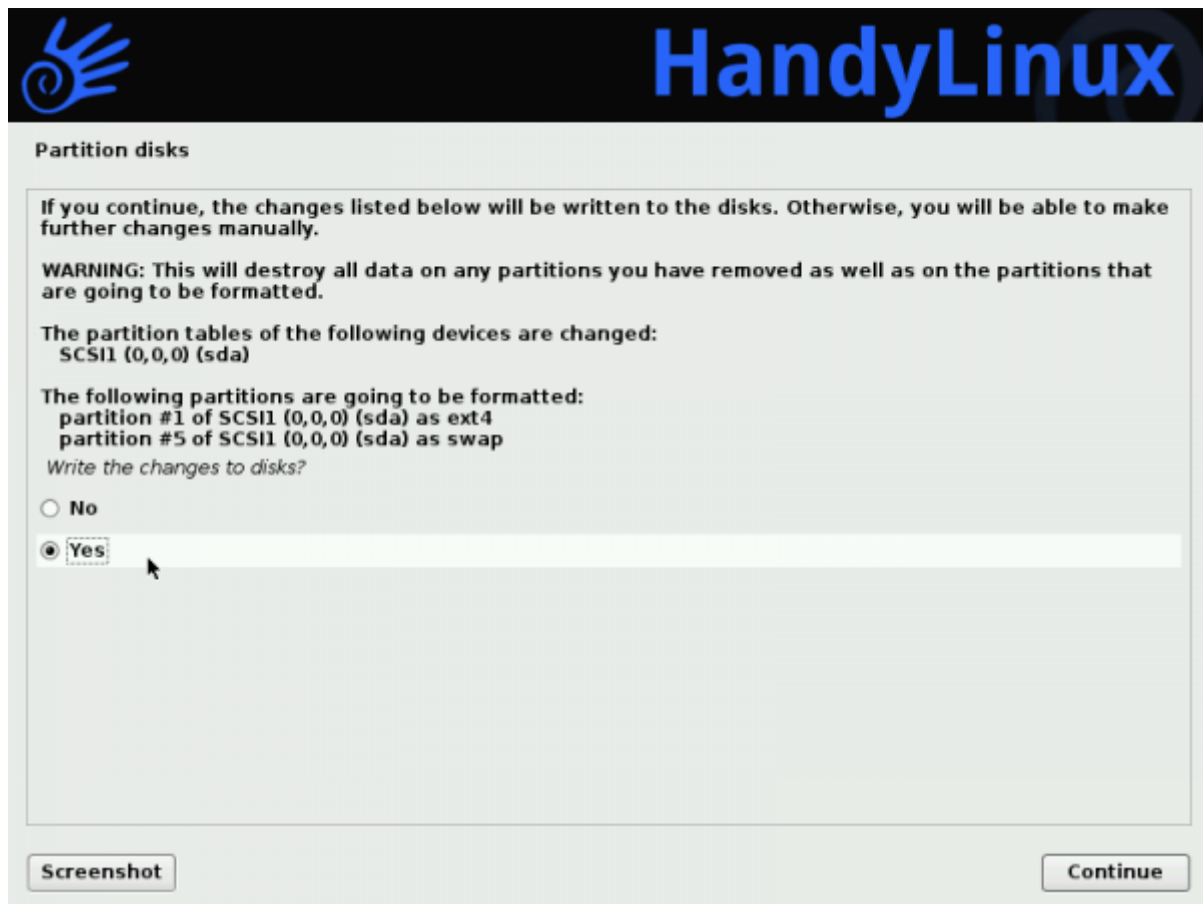 HandyLinux
Partition disks
If you continue, the changes listed below will be written to the disks. Otherwise, you will be able to make
further changes manually.
WARNING: This will destroy all data on any partitions you have removed as well as on the partitions that
are going to be formatted.
The partition tables of the following devices are changed:
SCSI1 (0,0,0) (sda)
The following partitions are going to be formatted:
partition #1 of SCSI1 (0,0,0) (sda) as ext4
partition #5 of SCSI1 (0,0,0) (sda) as swap
Write the changes to disks?
No
Yes
Screenshot
Continue